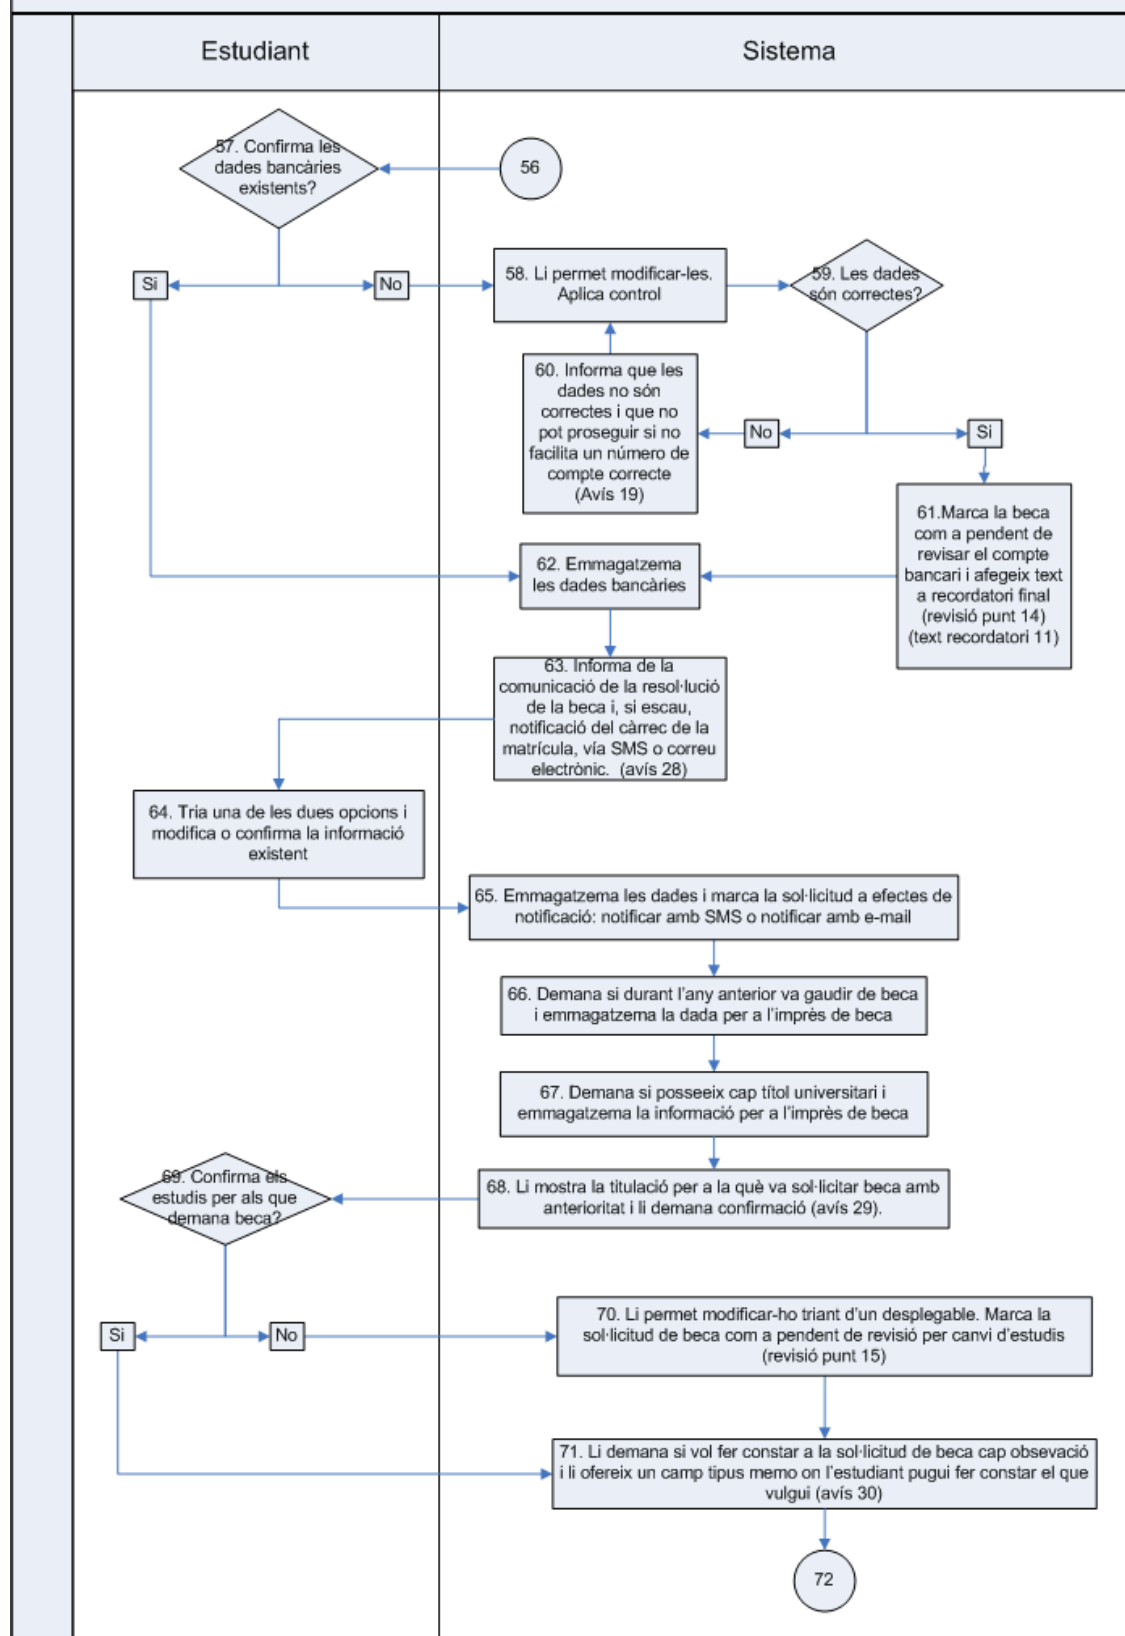 Estudiant
Sistema
57. Confirma les
dades bancàries
existents?
56
Si
No
58. Li permet modificar-les.
Aplica control
59. Les dades
són correctes?
60. Informa que les
dades no són
correctes i que no
pot proseguir si no
facilita un número de
compte correcte
(Avís 19)
No
Si
61.Marca la beca
com a pendent de
revisar el compte
bancari i afegeix text
a recordatori final
(revisió punt 14)
(text recordatori 11)
62. Emmagatzema
les dades bancàries
63. Informa de la
comunicació de la resol·lució
de la beca i, si escau,
notificació del càrrec de la
matrícula, vía SMS o correu
electrònic. (avís 28)
64. Tria una de les dues opcions i
modifica o confirma la informació
existent
65. Emmagatzema les dades i marca la sol·licitud a efectes de
notificació: notificar amb SMS o notificar amb e-mail
66. Demana si durant l'any anterior va gaudir de beca
i emmagatzema la dada per a l'imprès de beca
67. Demana si posseeix cap títol universitari i
emmagatzema la informació per a l'imprès de beca
68. Li mostra la titulació per a la què va sol·licitar beca amb
anterioritat i li demana confirmació (avís 29).
69. Confirma els
estudis per als que
demana beca?
Si
No
70. Li permet modificar-ho triant d'un desplegable. Marca la
sol·licitud de beca com a pendent de revisió per canvi d'estudis
(revisió punt 15)
71. Li demana si vol fer constar a la sol·licitud de beca cap obsevació
i li ofereix un camp tipus memo on l'estudiant pugui fer constar el que
vulgui (avís 30)
72